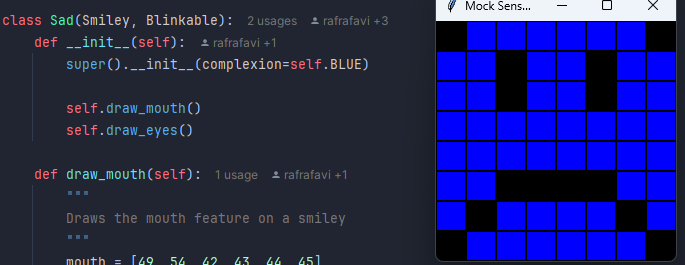 class Sad(Smiley, Blinkable): 2 usages rafrafavi +3
def __init__(self): rafrafavi +1
super().__init__(complexion=self.BLUE)
self.draw_mouth()
self.draw_eyes()
def draw_mouth(self): 1 usage rafrafavi +1
"""
Draws the mouth feature on a smiley
"""
mouth = [49, 54, 42, 43, 44, 45]
Mock Sens...